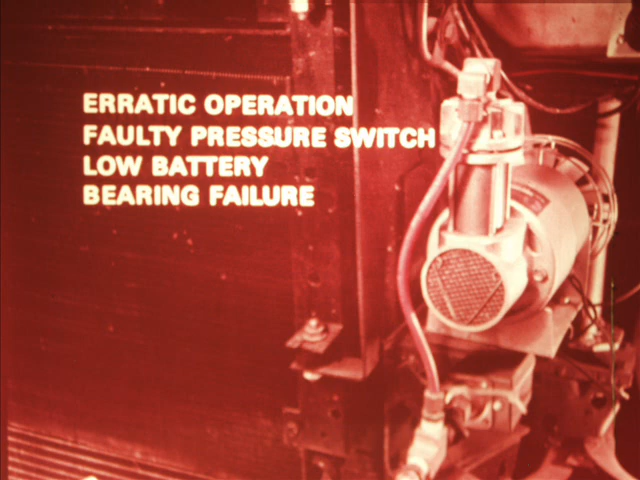 ERRATIC OPERATION
FAULTY PRESSURE SWITCH
LOW BATTERY
BEARING FAILURE